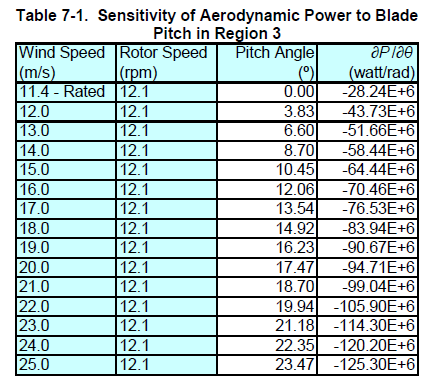 Table 7-1. Sensitivity of Aerodynamic Power to Blade
Pitch in Region 3
Wind Speed Rotor Speed Pitch Angle ∂P/∂θ
(m/s) (rpm) (º) (watt/rad)
11.4 - Rated 12.1 0.00 -28.24E+6
12.0 12.1 3.83 -43.73E+6
13.0 12.1 6.60 -51.66E+6
14.0 12.1 8.70 -58.44E+6
15.0 12.1 10.45 -64.44E+6
16.0 12.1 12.06 -70.46E+6
17.0 12.1 13.54 -76.53E+6
18.0 12.1 14.92 -83.94E+6
19.0 12.1 16.23 -90.67E+6
20.0 12.1 17.47 -94.71E+6
21.0 12.1 18.70 -99.04E+6
22.0 12.1 19.94 -105.90E+6
23.0 12.1 21.18 -114.30E+6
24.0 12.1 22.35 -120.20E+6
25.0 12.1 23.47 -125.30E+6